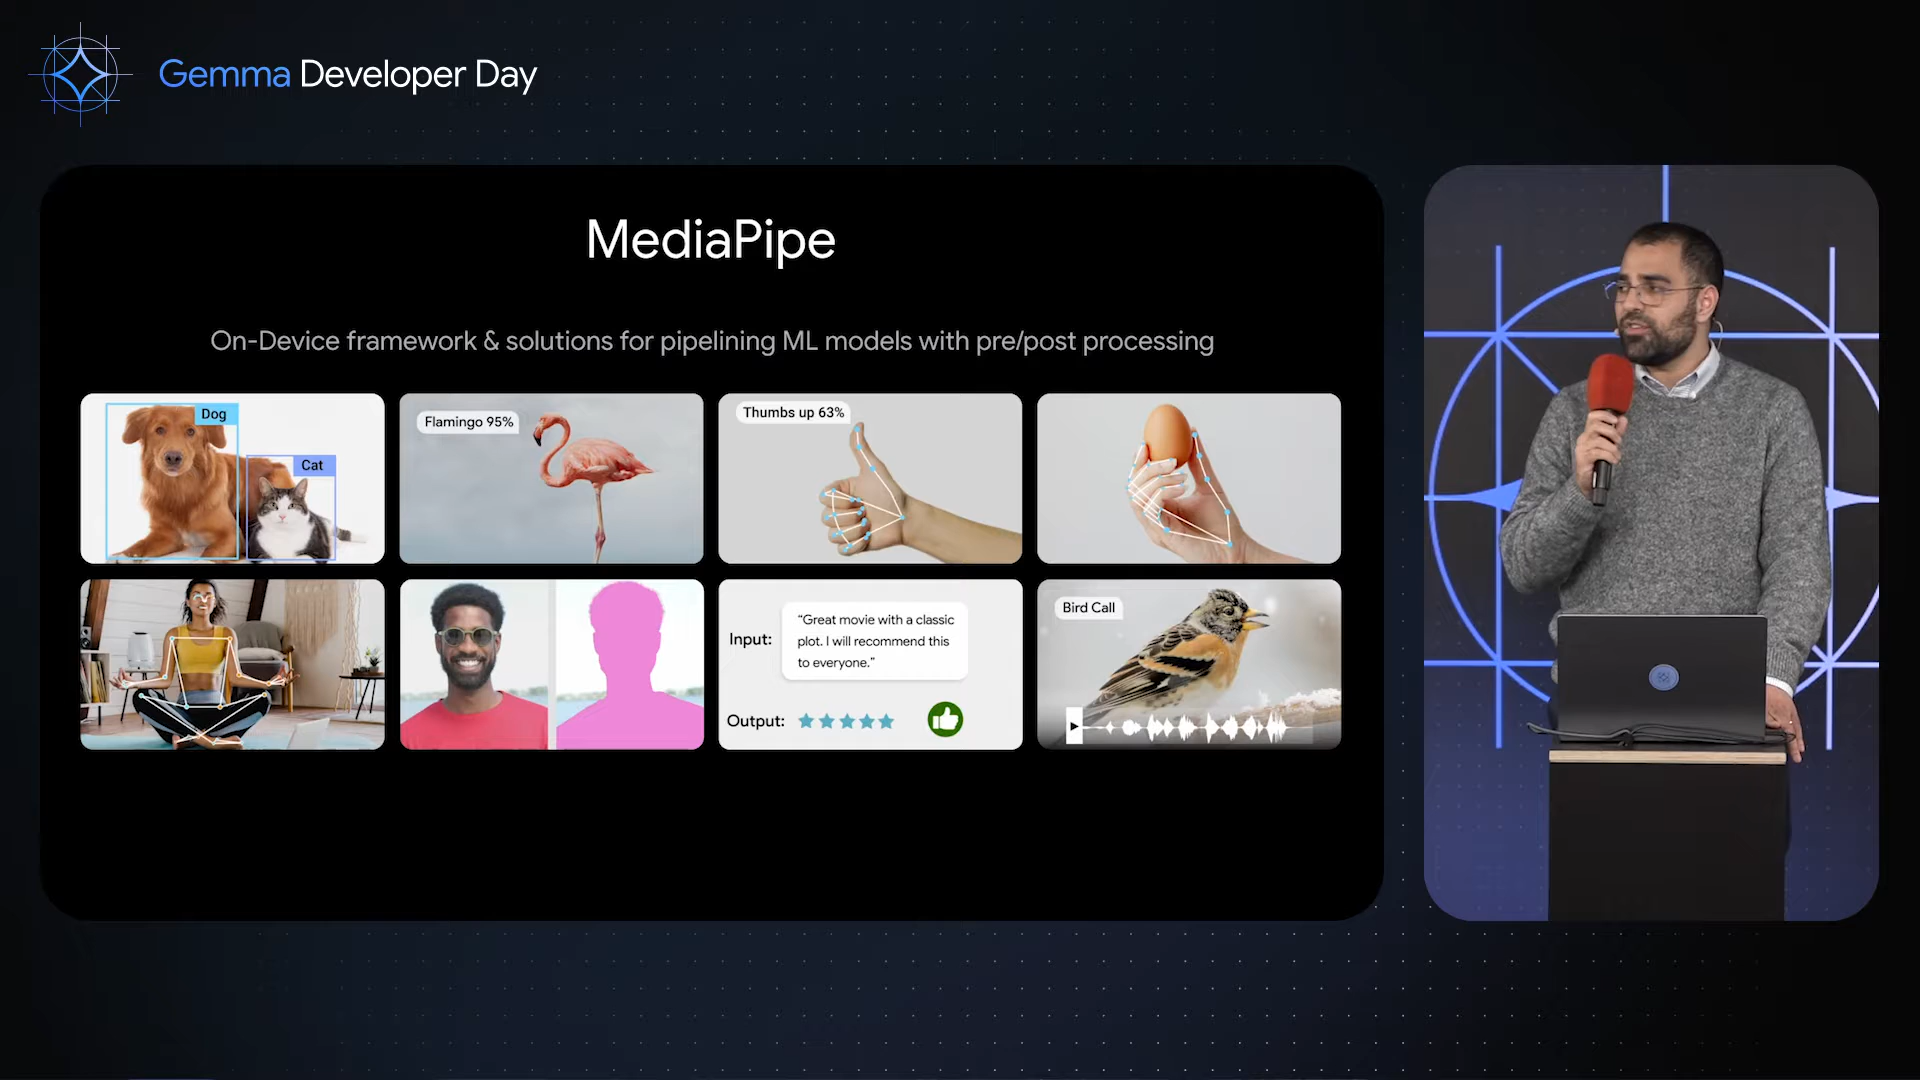 Gemma Developer Day
MediaPipe
On-Device framework & solutions for pipelining ML models with pre/post processing
Dog
Cat
Flamingo 95%
Thumbs up 63%
Input:
“Great movie with a classic
plot. I will recommend this
to everyone.”
Output:
Bird Call